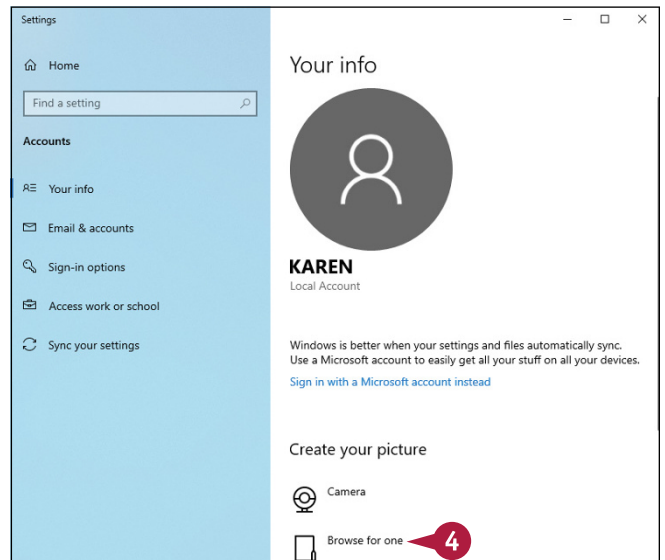 Settings
Home
Find a setting
Accounts
Your info
Email & accounts
Sign-in options
Access work or school
Sync your settings
Your info
KAREN
Local Account
Windows is better when your settings and files automatically sync.
Use a Microsoft account to easily get all your stuff on all your devices.
Sign in with a Microsoft account instead
Create your picture
Camera
Browse for one
4